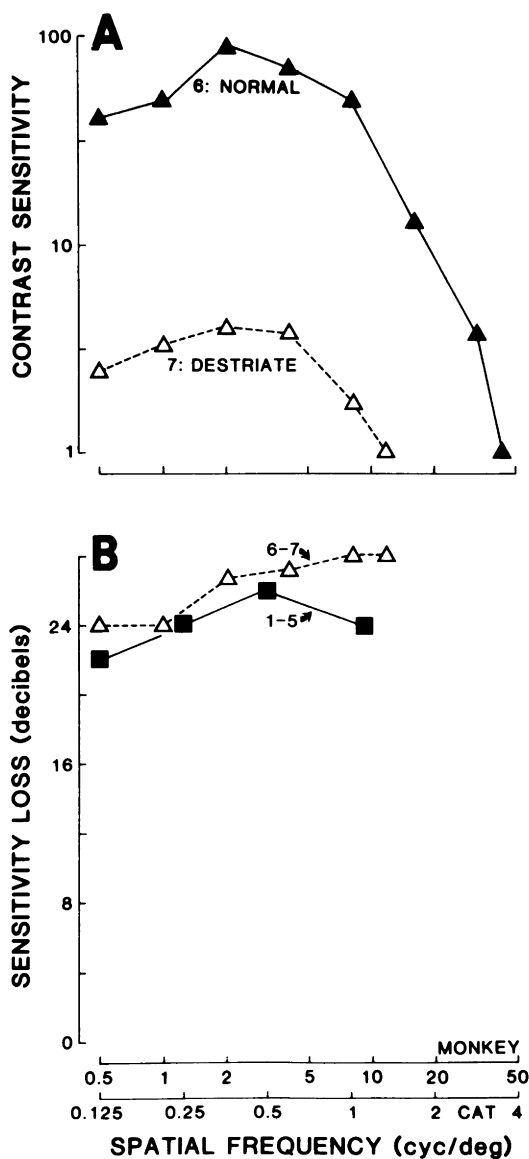 A
100
10
1
CONTRAST SENSITIVITY
6: NORMAL
7: DESTRIATE
B
24
16
8
0
SENSITIVITY LOSS (decibels)
6–7
1–5
MONKEY
0.5 1 2 5 10 20 50
0.125 0.25 0.5 1 2 CAT 4
SPATIAL FREQUENCY (cyc/deg)